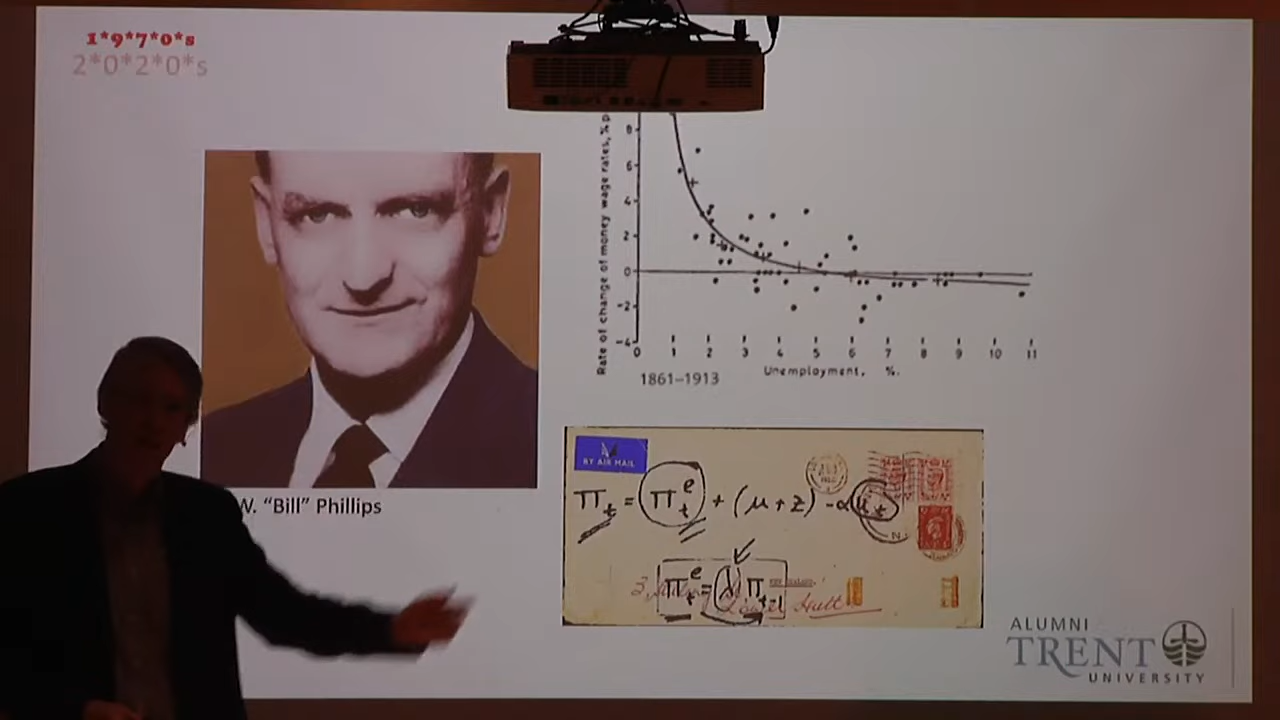 1*9*7*0*s
2*0*2*0*s
Rate of change of money wage rates, %
8
6
4
2
0
-2
-4
0 1 2 3 4 5 6 7 8 9 10 11
1861–1913
Unemployment, %.
W. “Bill” Phillips
BY AIR MAIL
πₜ = πₜᵉ + (μ + z) - αuₜ
πₜᵉ = πₜ₋₁
ALUMNI
TRENT
UNIVERSITY